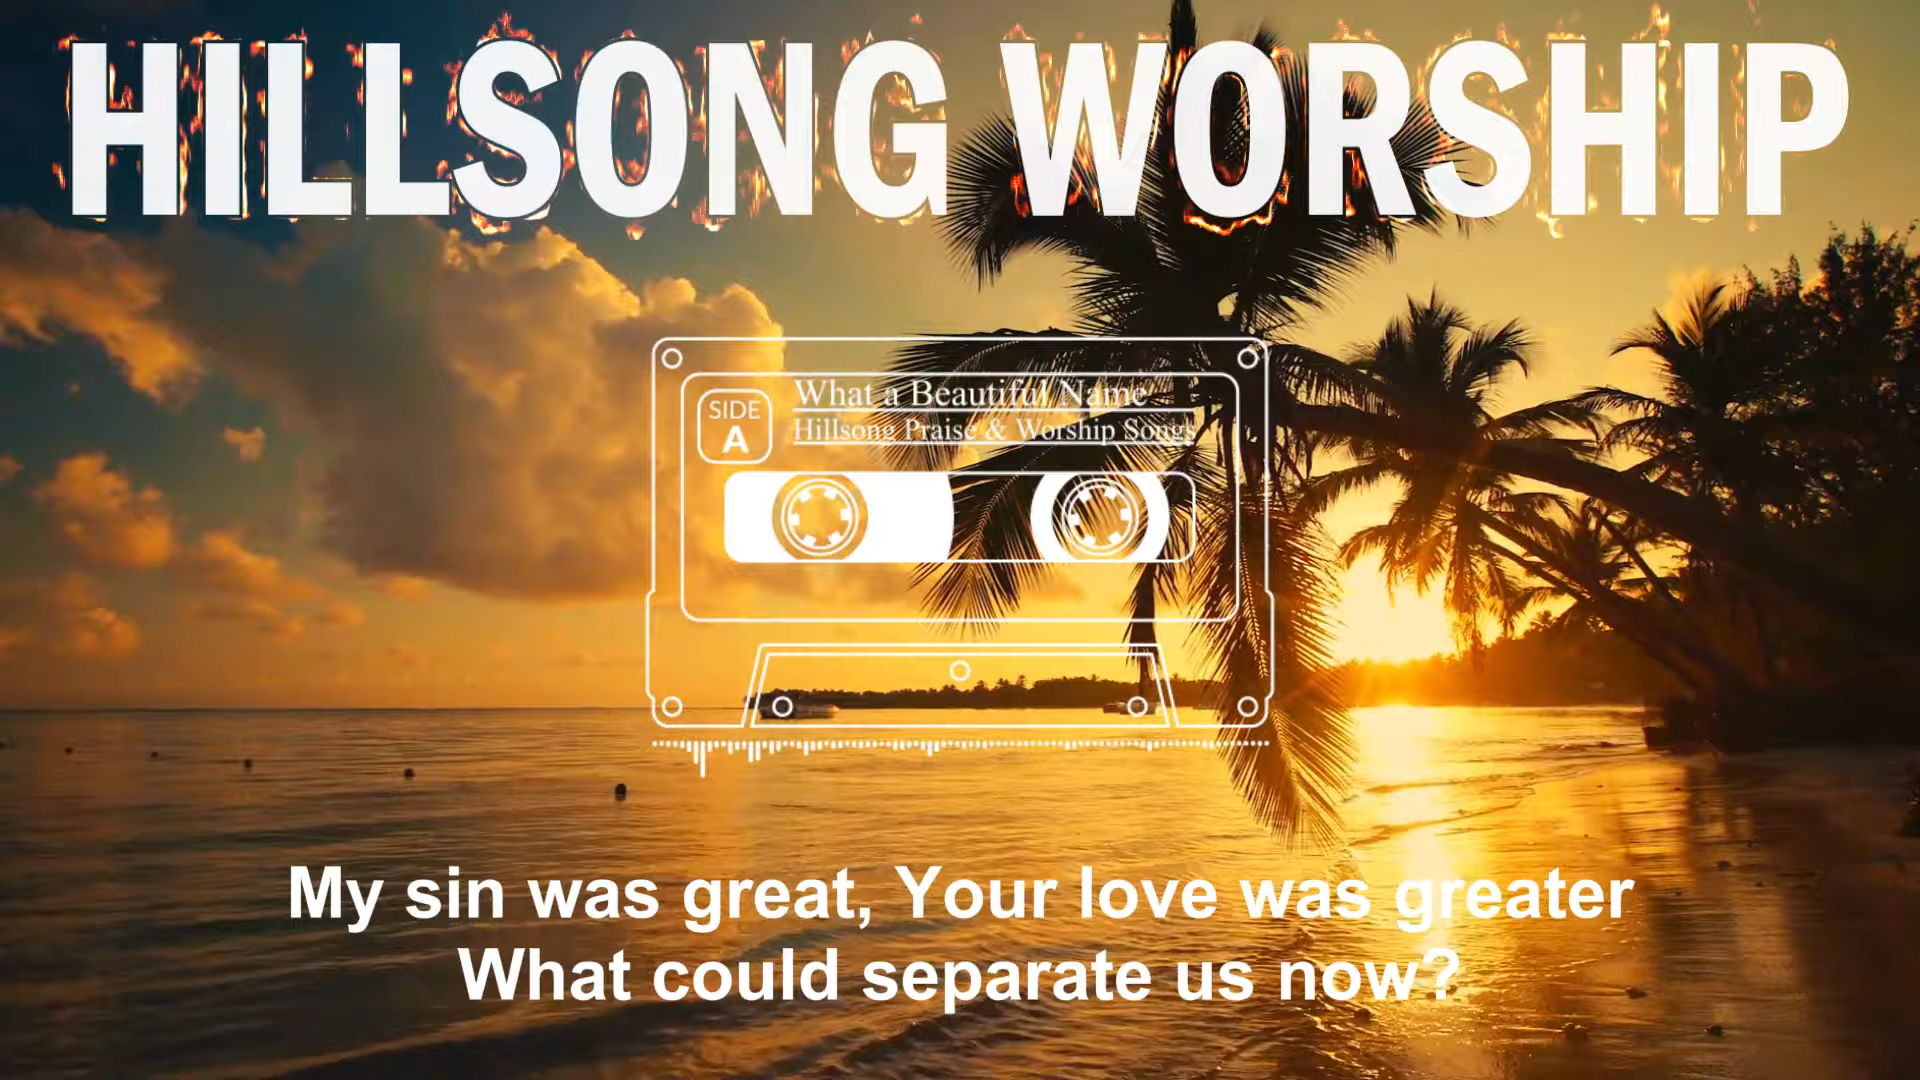 HILLSONG WORSHIP
SIDE
A
What a Beautiful Name
Hillsong Praise & Worship Songs
My sin was great, Your love was greater
What could separate us now?